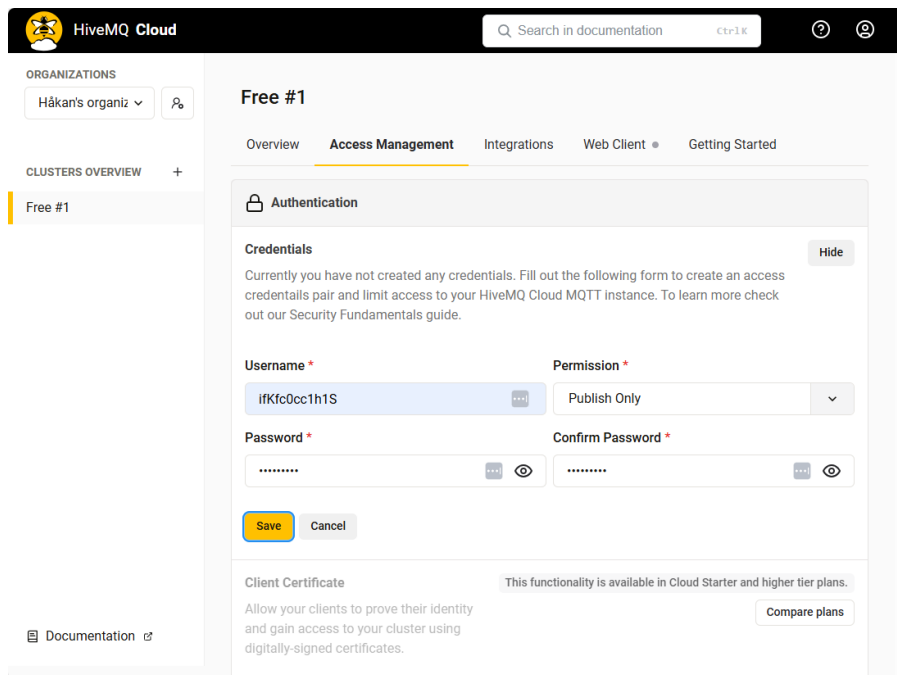 HiveMQ Cloud
Search in documentation
Ctrl K
ORGANIZATIONS
Håkan's organiz
CLUSTERS OVERVIEW
Free #1
Documentation
Free #1
Overview
Access Management
Integrations
Web Client
Getting Started
Authentication
Credentials
Hide
Currently you have not created any credentials. Fill out the following form to create an access
credentails pair and limit access to your HiveMQ Cloud MQTT instance. To learn more check
out our Security Fundamentals guide.
Username *
Permission *
ifKfc0cc1h1S
Publish Only
Password *
Confirm Password *
•••••••••
•••••••••
Save
Cancel
Client Certificate
This functionality is available in Cloud Starter and higher tier plans.
Allow your clients to prove their identity
and gain access to your cluster using
digitally-signed certificates.
Compare plans